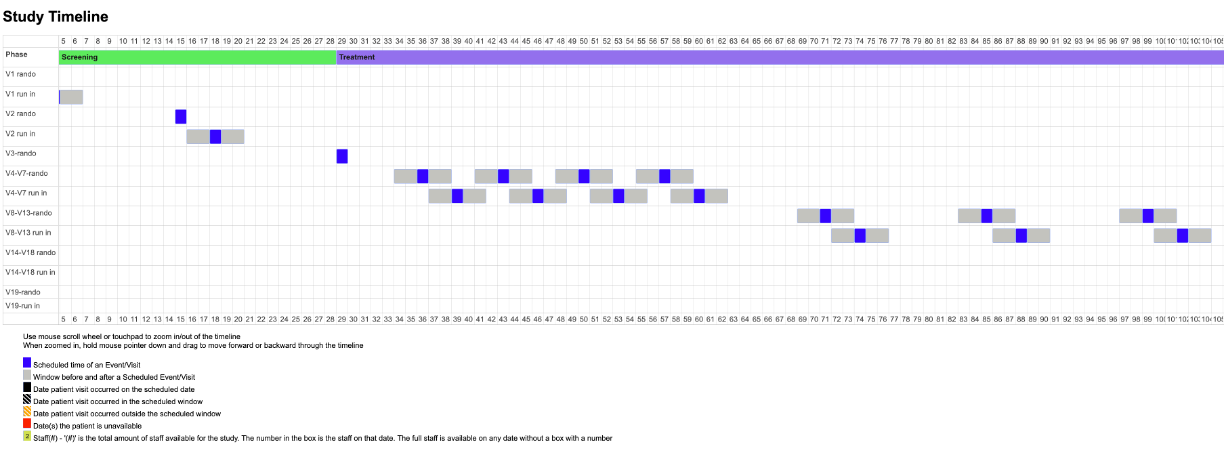 Study Timeline
5 6 7 8 9 10 11 12 13 14 15 16 17 18 19 20 21 22 23 24 25 26 27 28 29 30 31 32 33 34 35 36 37 38 39 40 41 42 43 44 45 46 47 48 49 50 51 52 53 54 55 56 57 58 59 60 61 62 63 64 65 66 67 68 69 70 71 72 73 74 75 76 77 78 79 80 81 82 83 84 85 86 87 88 89 90 91 92 93 94 95 96 97 98 99
Phase Screening Treatment
V1 rando
V1 run in
V2 rando
V2 run in
V3-rando
V4-V7-rando
V4-V7 run in
V8-V13-rando
V8-V13 run in
V14-V18 rando
V14-V18 run in
V19-rando
V19-run in
5 6 7 8 9 10 11 12 13 14 15 16 17 18 19 20 21 22 23 24 25 26 27 28 29 30 31 32 33 34 35 36 37 38 39 40 41 42 43 44 45 46 47 48 49 50 51 52 53 54 55 56 57 58 59 60 61 62 63 64 65 66 67 68 69 70 71 72 73 74 75 76 77 78 79 80 81 82 83 84 85 86 87 88 89 90 91 92 93 94 95 96 97 98 99
Use mouse scroll wheel or touchpad to zoom in/out of the timeline
When zoomed in, hold mouse pointer down and drag to move forward or backward through the timeline
Scheduled time of an Event/Visit
Window before and after a Scheduled Event/Visit
Date patient visit occurred on the scheduled date
Date patient visit occurred in the scheduled window
Date patient visit occurred outside the scheduled window
Date(s) the patient is unavailable
2 Staff(#) - '(#)' is the total amount of staff available for the study. The number in the box is the staff on that date. The full staff is available on any date without a box with a number